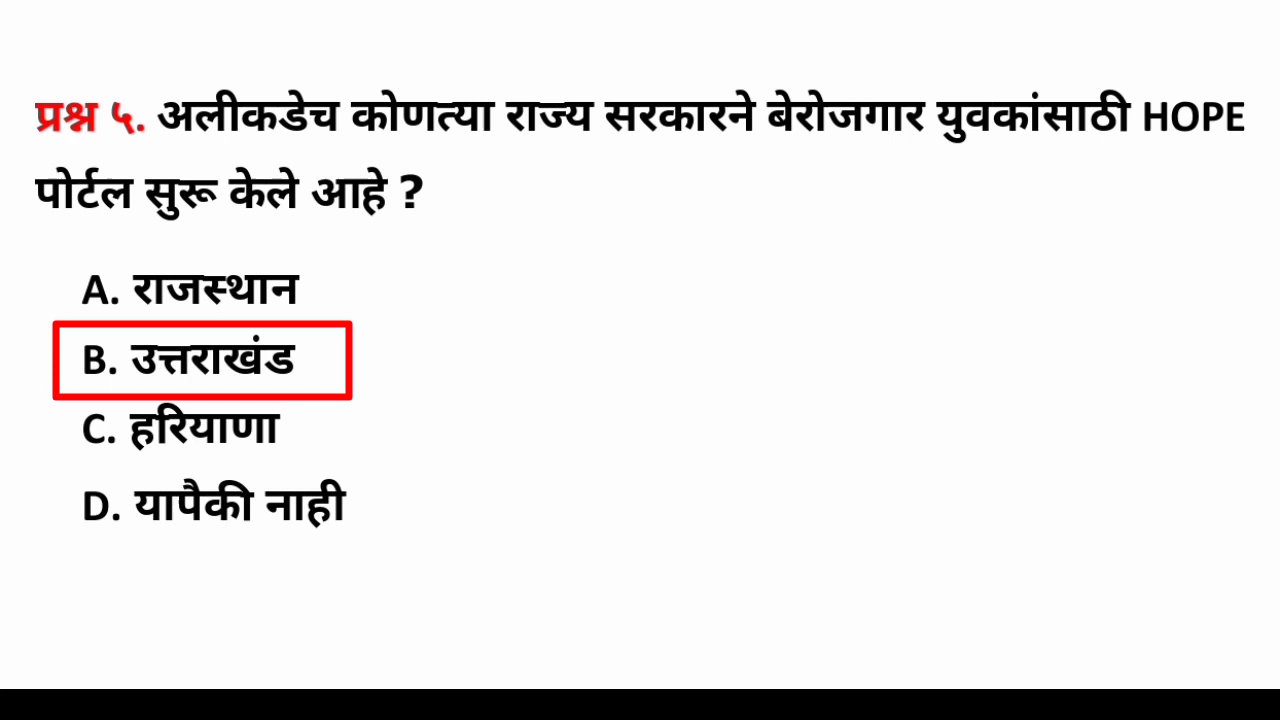 प्रश्न ५. अलीकडेच कोणत्या राज्य सरकारने बेरोजगार युवकांसाठी HOPE
पोर्टल सुरू केले आहे ?
A. राजस्थान
B. उत्तराखंड
C. हरियाणा
D. यापैकी नाही